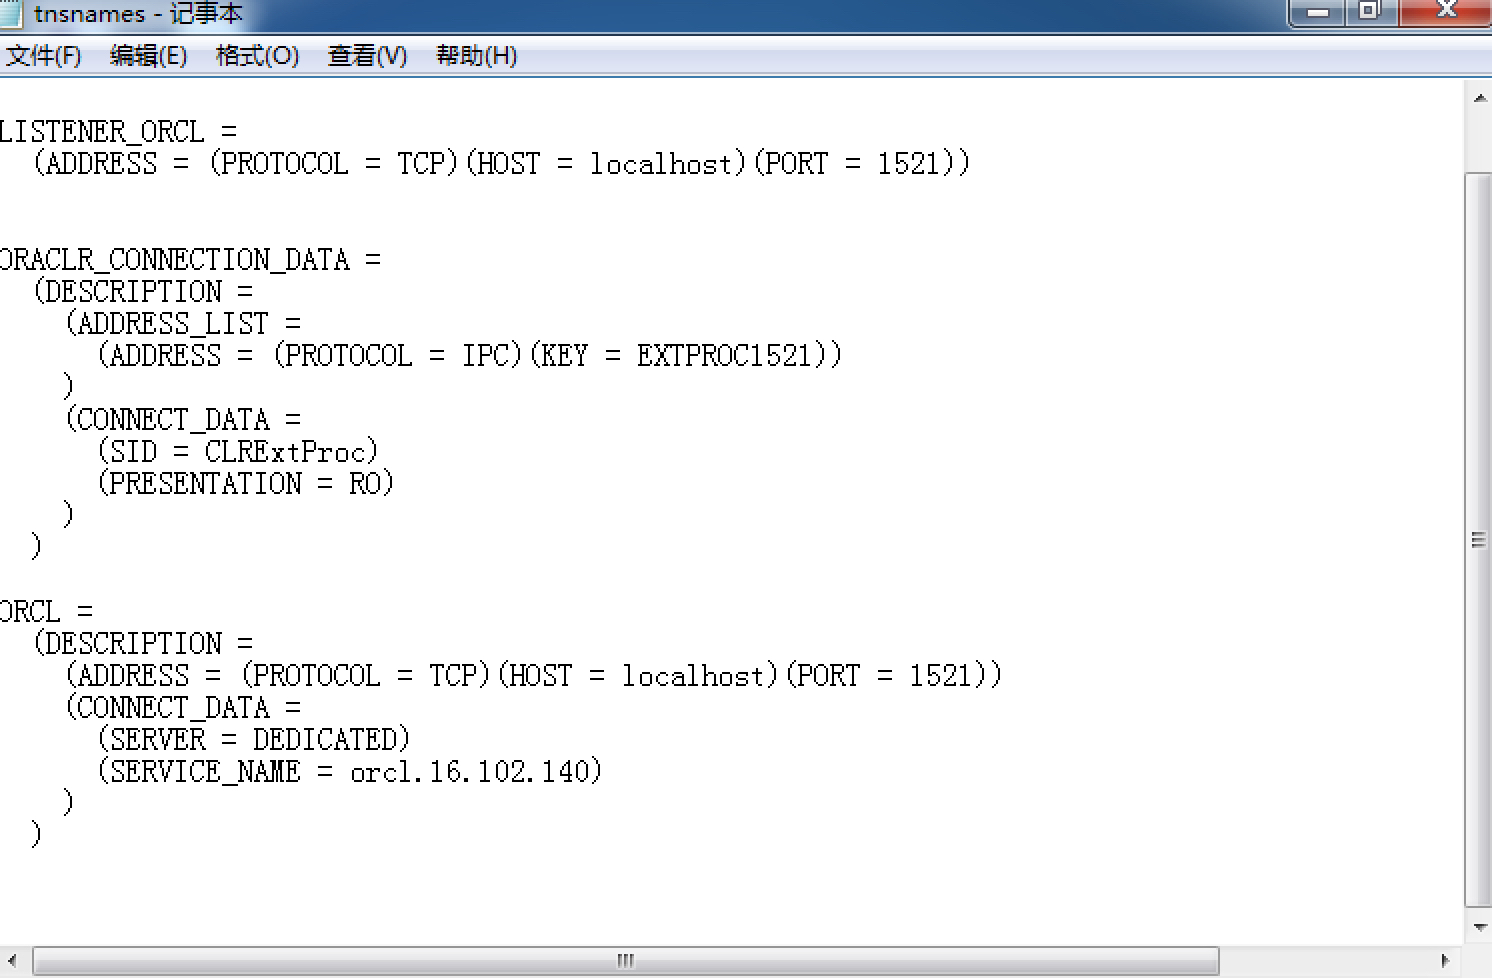 tnsnames - 记事本
文件(F) 编辑(E) 格式(O) 查看(V) 帮助(H)
LISTENER_ORCL =
  (ADDRESS = (PROTOCOL = TCP)(HOST = localhost)(PORT = 1521))
ORACLR_CONNECTION_DATA =
  (DESCRIPTION =
    (ADDRESS_LIST =
      (ADDRESS = (PROTOCOL = IPC)(KEY = EXTPROC1521))
    )
    (CONNECT_DATA =
      (SID = CLRExtProc)
      (PRESENTATION = RO)
    )
  )
ORCL =
  (DESCRIPTION =
    (ADDRESS = (PROTOCOL = TCP)(HOST = localhost)(PORT = 1521))
    (CONNECT_DATA =
      (SERVER = DEDICATED)
      (SERVICE_NAME = orcl.16.102.140)
    )
  )